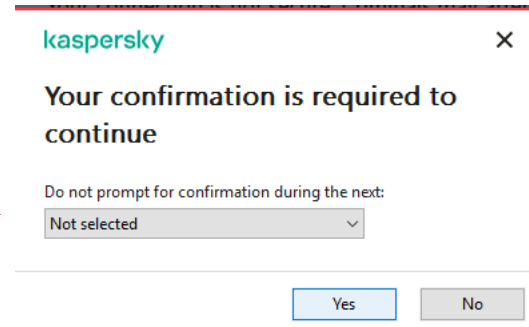 kaspersky
Your confirmation is required to
continue
Do not prompt for confirmation during the next:
Not selected
Yes
No